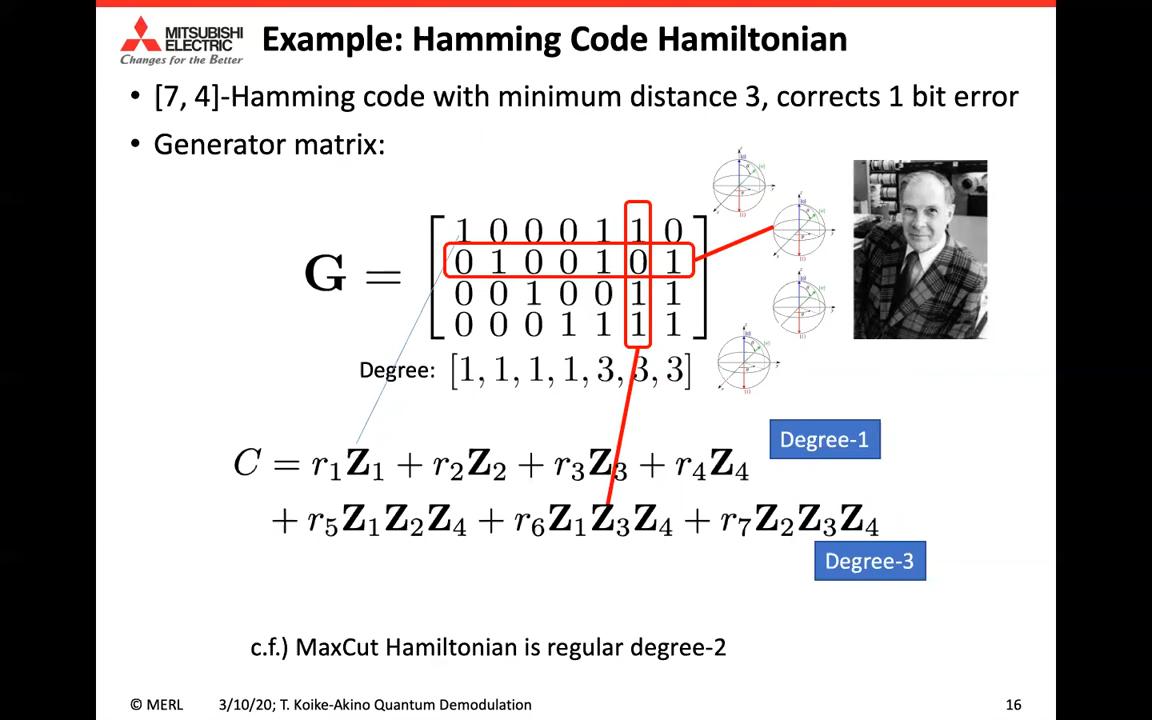 MITSUBISHI
ELECTRIC
Changes for the Better
Example: Hamming Code Hamiltonian
• [7, 4]-Hamming code with minimum distance 3, corrects 1 bit error
• Generator matrix:
G =
1 0 0 0 1 1 0
0 1 0 0 1 0 1
0 0 1 0 0 1 1
0 0 0 1 1 1 1
Degree: [1, 1, 1, 1, 3, 3, 3]
Degree-1
C = r₁Z₁ + r₂Z₂ + r₃Z₃ + r₄Z₄
+ r₅Z₁Z₂Z₄ + r₆Z₁Z₃Z₄ + r₇Z₂Z₃Z₄
Degree-3
c.f.) MaxCut Hamiltonian is regular degree-2
© MERL 3/10/20; T. Koike-Akino Quantum Demodulation 16